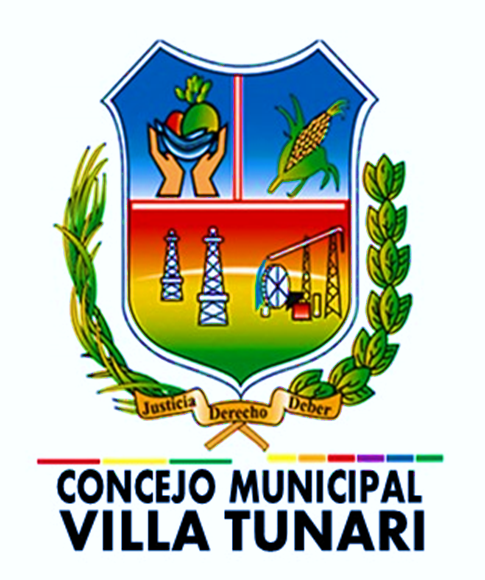 Justicia Derecho Deber
CONCEJO MUNICIPAL
VILLA TUNARI